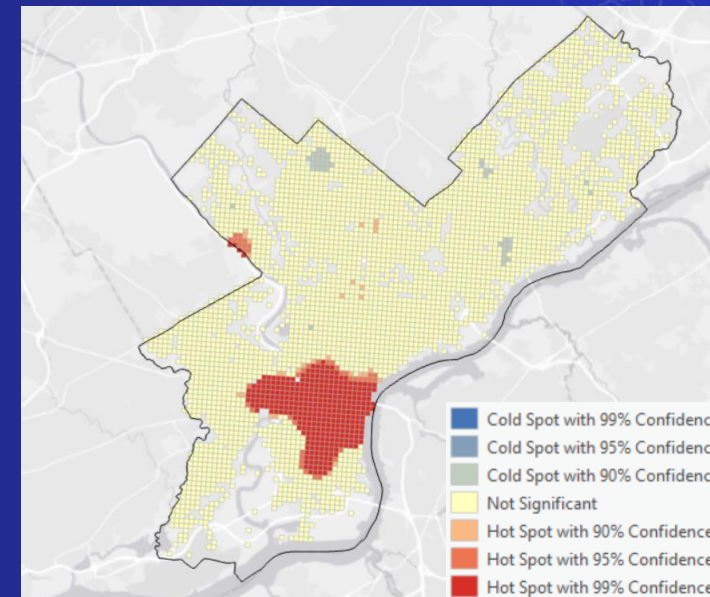 Cold Spot with 99% Confidenc
Cold Spot with 95% Confidenc
Cold Spot with 90% Confidenc
Not Significant
Hot Spot with 90% Confidence
Hot Spot with 95% Confidence
Hot Spot with 99% Confidence